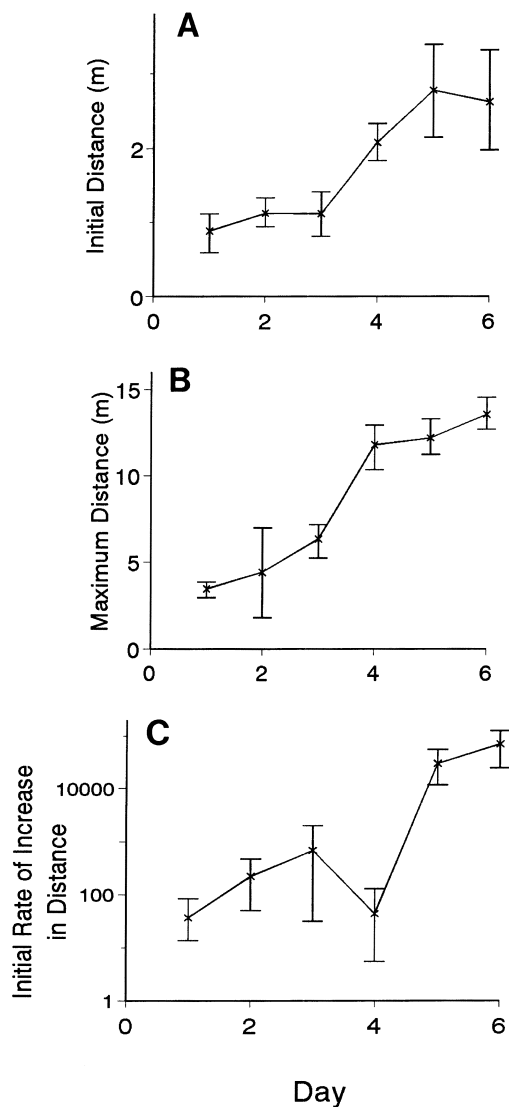 A
Initial Distance (m)
2
0
0 2 4 6
B
Maximum Distance (m)
15
10
5
0
0 2 4 6
C
Initial Rate of Increase
in Distance
10000
100
1
0 2 4 6
Day